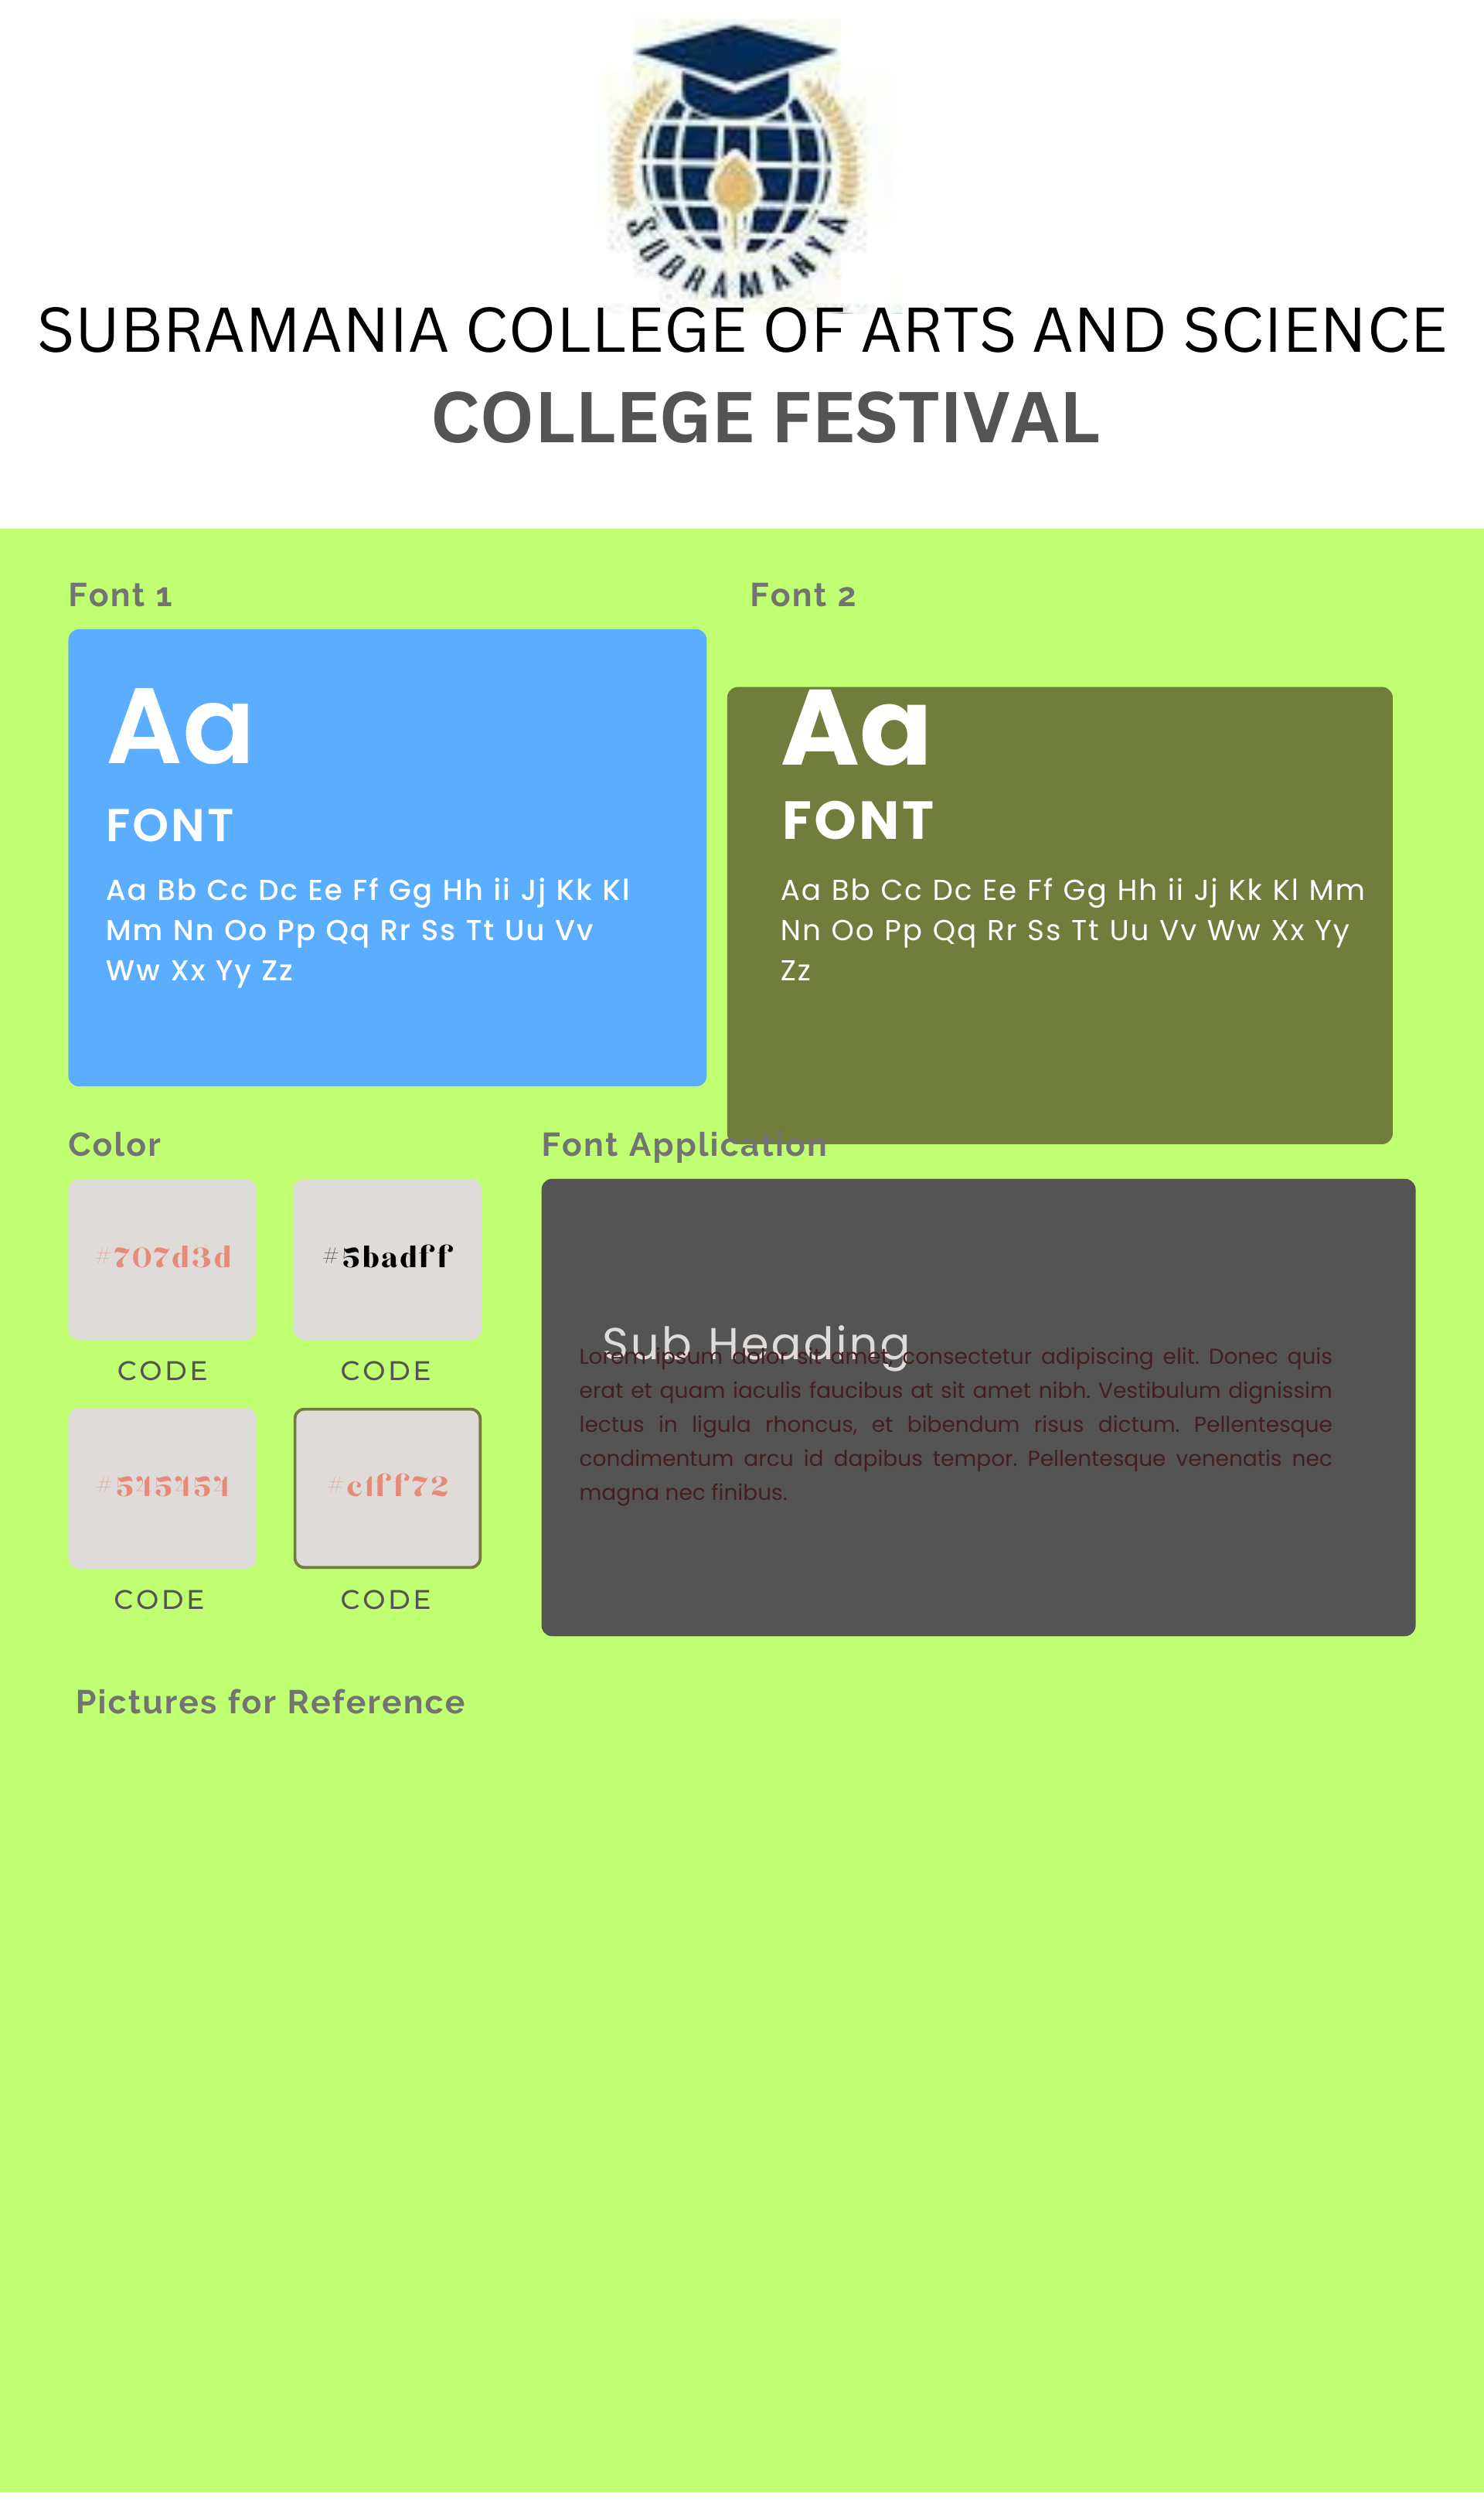 SUBRAMANYA
SUBRAMANIA COLLEGE OF ARTS AND SCIENCE
COLLEGE FESTIVAL
Font 1
Aa
FONT
Aa Bb Cc Dc Ee Ff Gg Hh ii Jj Kk Kl
Mm Nn Oo Pp Qq Rr Ss Tt Uu Vv
Ww Xx Yy Zz
Font 2
Aa
FONT
Aa Bb Cc Dc Ee Ff Gg Hh ii Jj Kk Kl Mm
Nn Oo Pp Qq Rr Ss Tt Uu Vv Ww Xx Yy
Zz
Color
#707d3d
CODE
#5badff
CODE
#545454
CODE
#c1ff72
CODE
Font Application
Sub Heading
Lorem ipsum dolor sit amet, consectetur adipiscing elit. Donec quis
erat et quam iaculis faucibus at sit amet nibh. Vestibulum dignissim
lectus in ligula rhoncus, et bibendum risus dictum. Pellentesque
condimentum arcu id dapibus tempor. Pellentesque venenatis nec
magna nec finibus.
Pictures for Reference